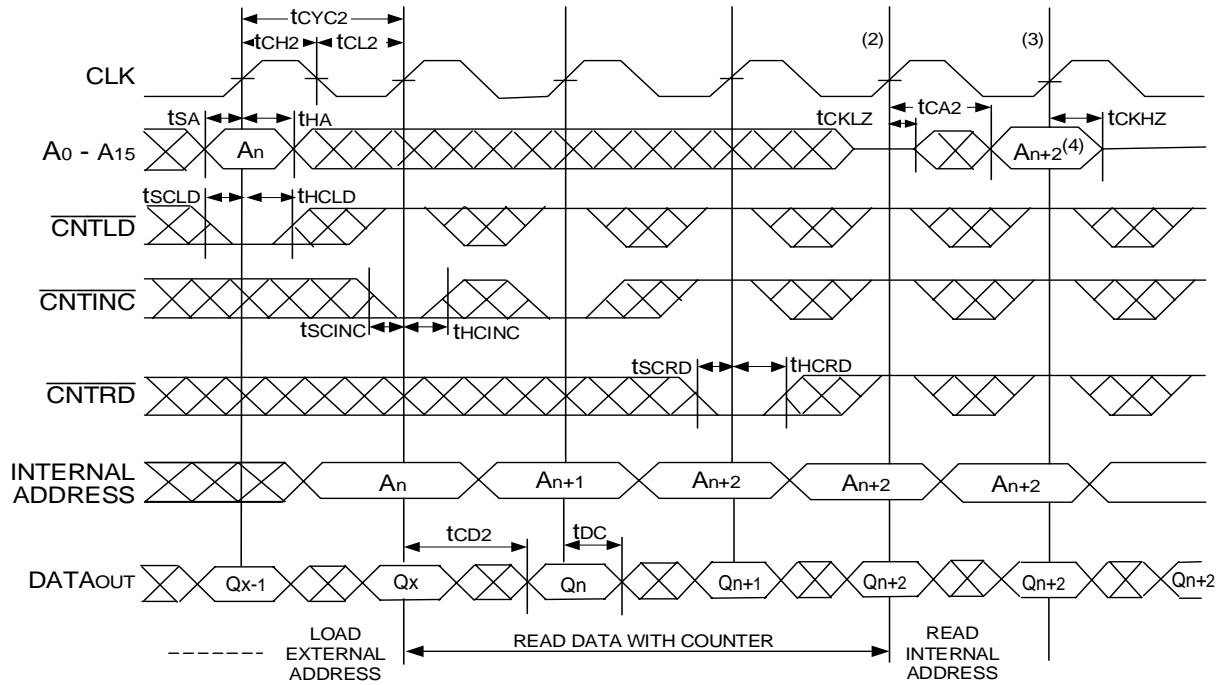 tCYC2
tCH2 tCL2
(2) (3)
CLK
tSA tHA tCKLZ tCA2 tCKHZ
A0 - A15 An An+2(4)
tSCLD tHCLD
CNTLD
CNTINC
tSCINC tHCINC
tSCRD tHCRD
CNTRD
INTERNAL
ADDRESS
An An+1 An+2 An+2 An+2
tCD2 tDC
DATAOUT Qx-1 Qx Qn Qn+1 Qn+2 Qn+2 Qn+2
LOAD
EXTERNAL
ADDRESS
READ DATA WITH COUNTER
READ
INTERNAL
ADDRESS